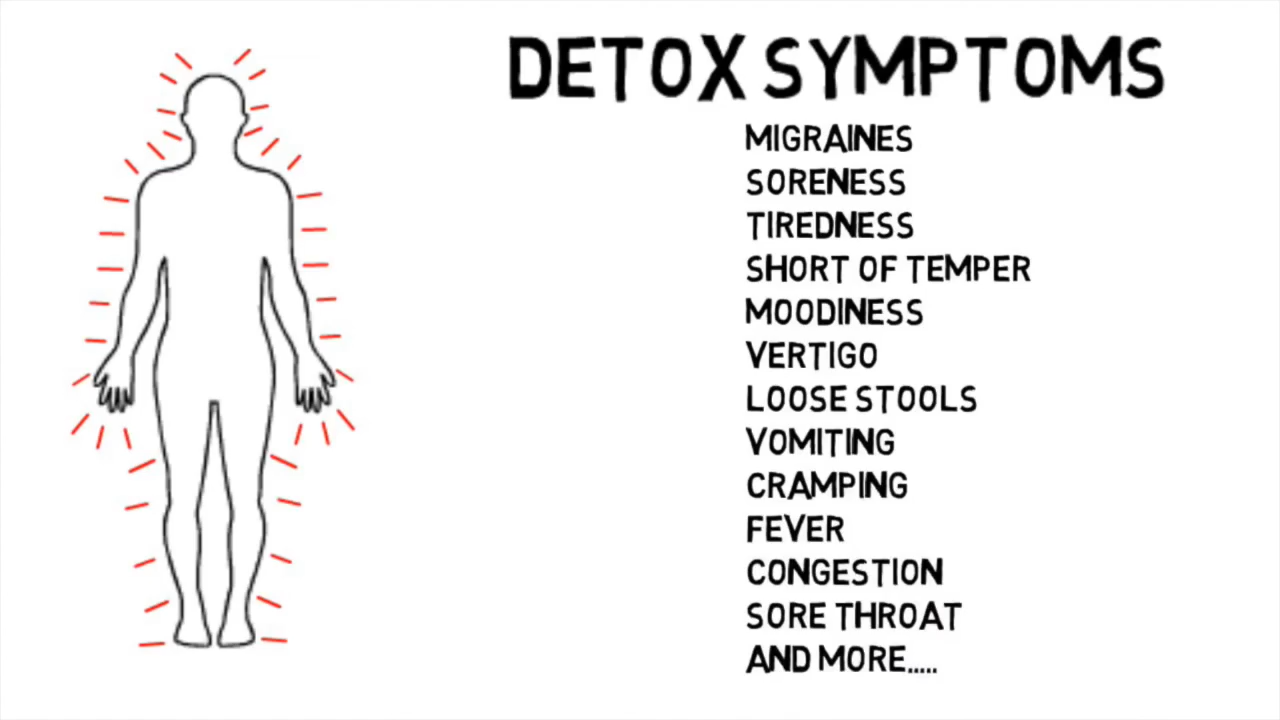 DETOX SYMPTOMS
MIGRAINES
SORENESS
TIREDNESS
SHORT OF TEMPER
MOODINESS
VERTIGO
LOOSE STOOLS
VOMITING
CRAMPING
FEVER
CONGESTION
SORE THROAT
AND MORE.....